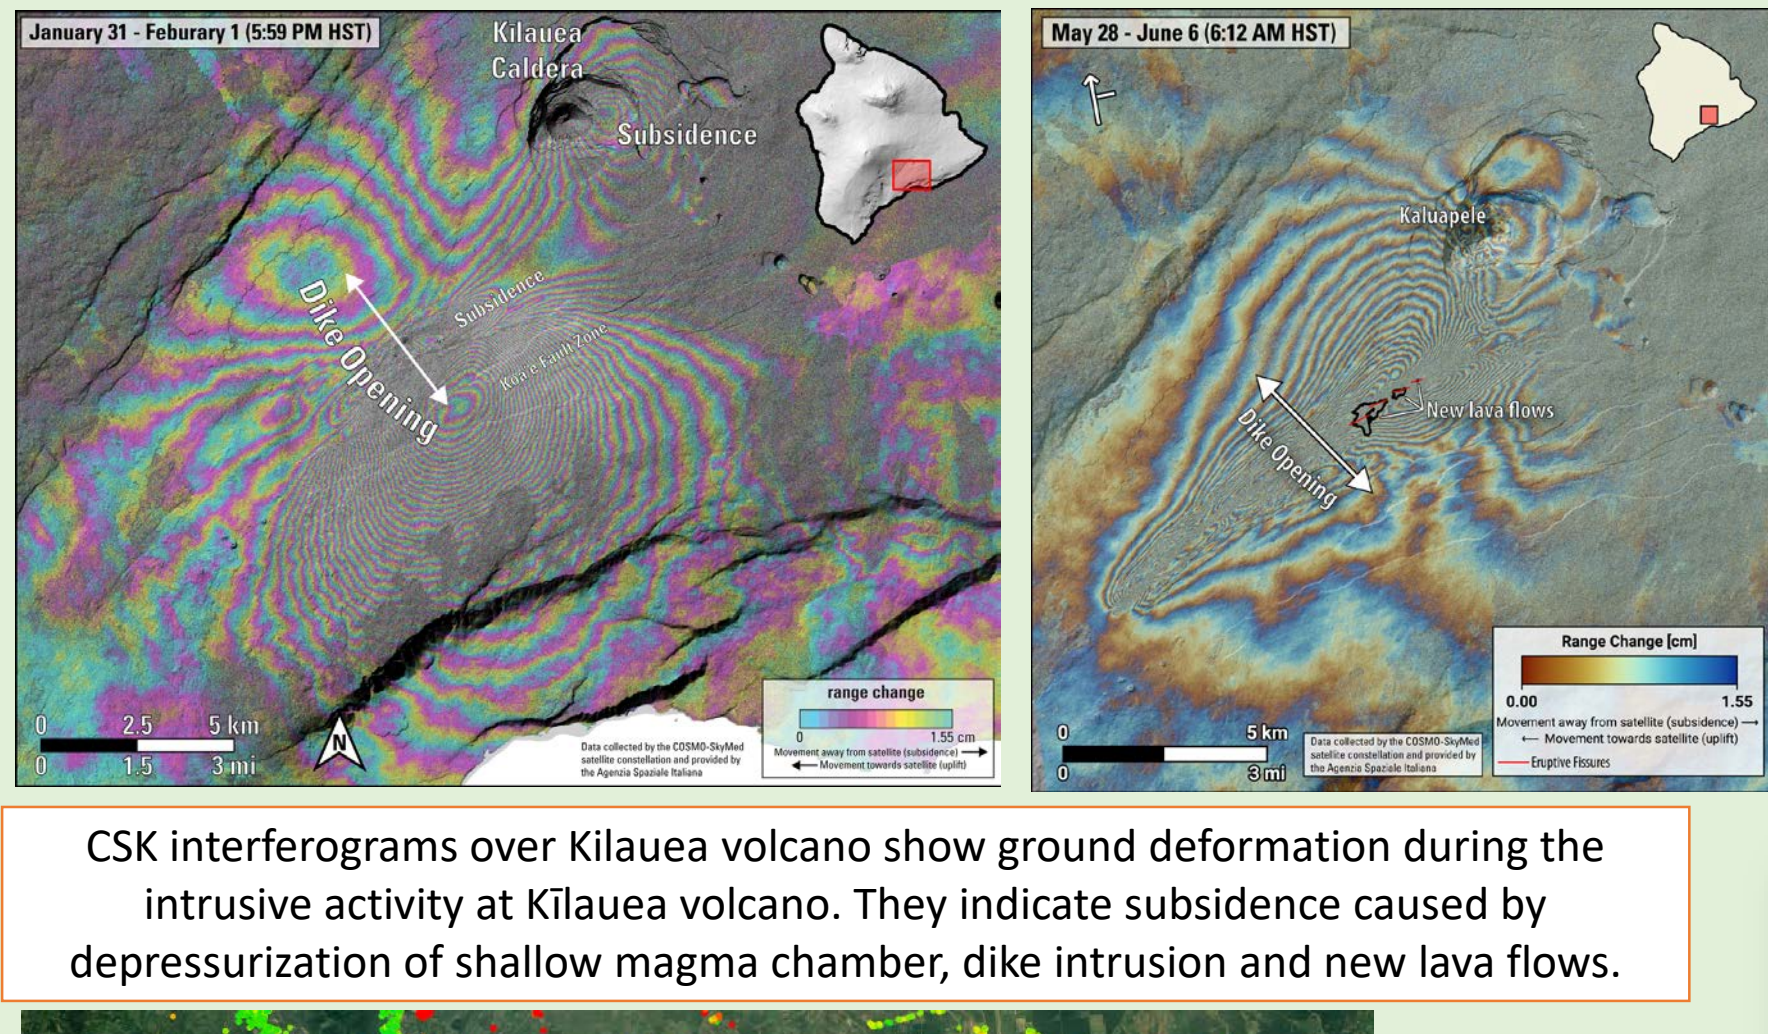 January 31 - Feburary 1 (5:59 PM HST)
Kīlauea
Caldera
Subsidence
Subsidence
Koaʻe Fault Zone
Dike Opening
0 2.5 5 km
0 1.5 3 mi
N
Data collected by the COSMO-SkyMed
satellite constellation and provided by
the Agenzia Spaziale Italiana
range change
0 1.55 cm
Movement away from satellite (subsidence)
Movement towards satellite (uplift)
May 28 - June 6 (6:12 AM HST)
Kaluapele
New lava flows
Dike Opening
0 5 km
0 3 mi
Data collected by the COSMO-SkyMed
satellite constellation and provided by
the Agenzia Spaziale Italiana
Range Change [cm]
0.00 1.55
Movement away from satellite (subsidence)
Movement towards satellite (uplift)
Eruptive Fissures
CSK interferograms over Kilauea volcano show ground deformation during the
intrusive activity at Kīlauea volcano. They indicate subsidence caused by
depressurization of shallow magma chamber, dike intrusion and new lava flows.